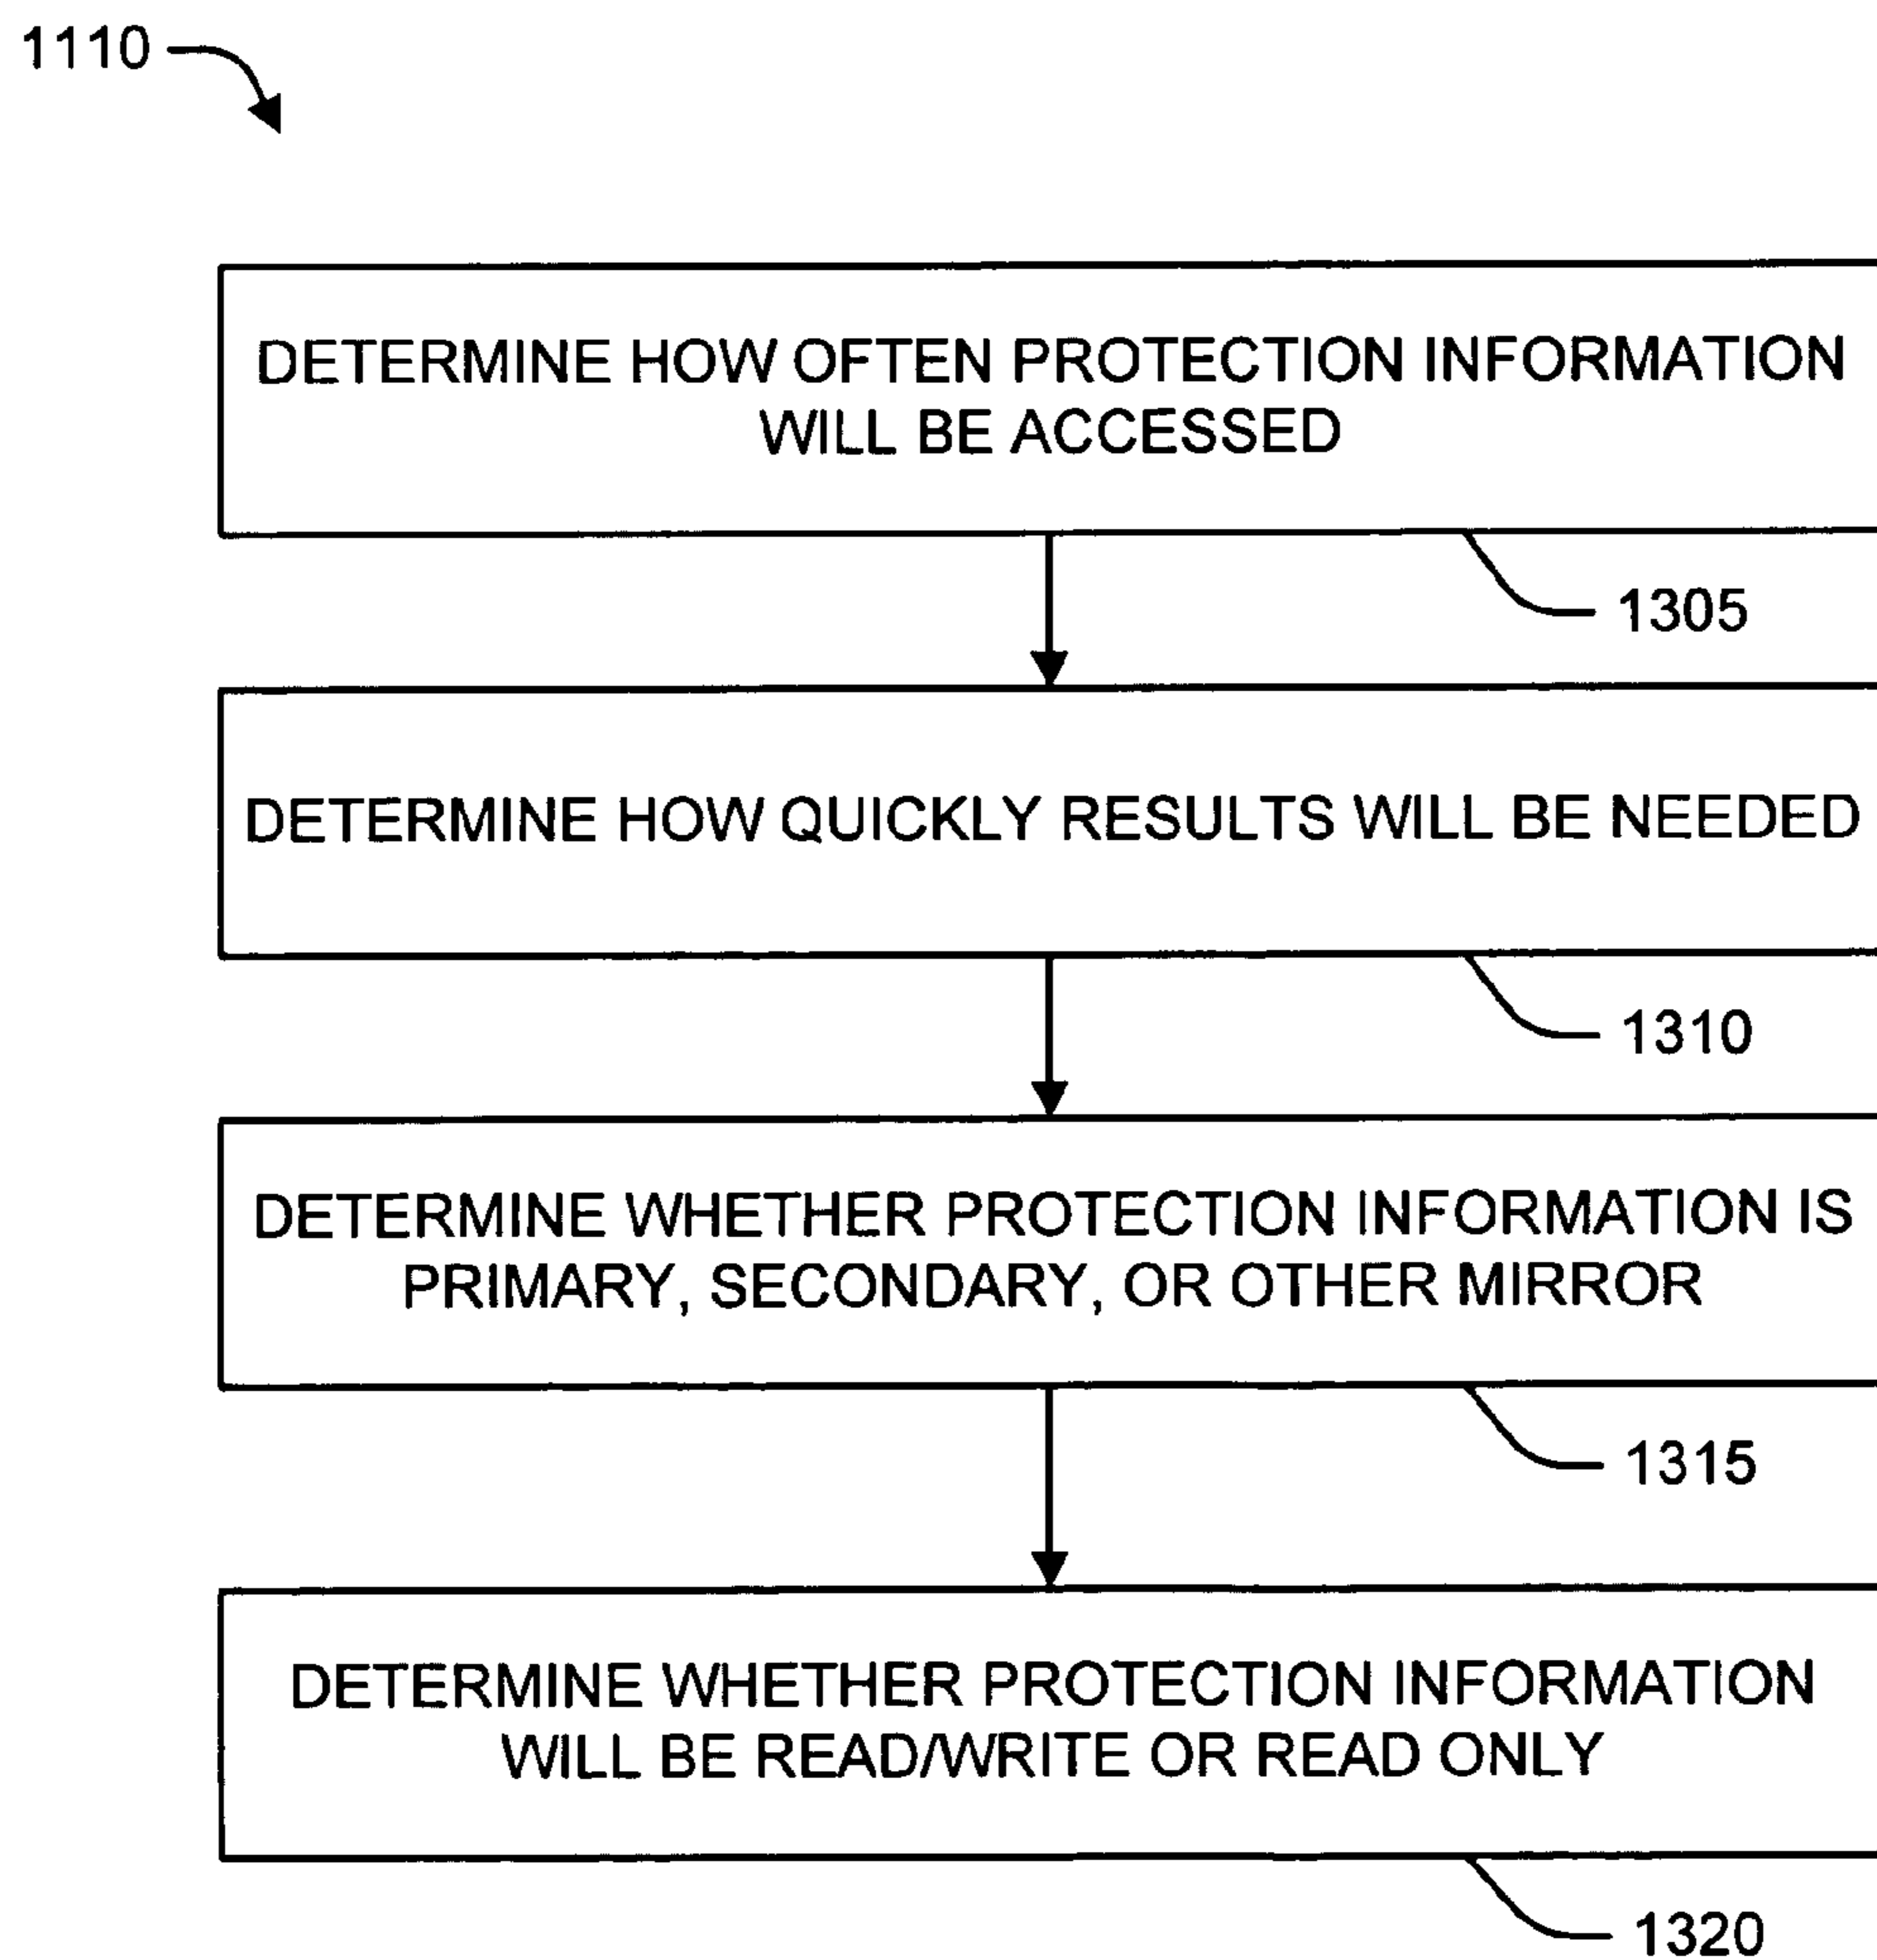 1110
DETERMINE HOW OFTEN PROTECTION INFORMATION
WILL BE ACCESSED
1305
DETERMINE HOW QUICKLY RESULTS WILL BE NEEDED
1310
DETERMINE WHETHER PROTECTION INFORMATION IS
PRIMARY, SECONDARY, OR OTHER MIRROR
1315
DETERMINE WHETHER PROTECTION INFORMATION
WILL BE READ/WRITE OR READ ONLY
1320